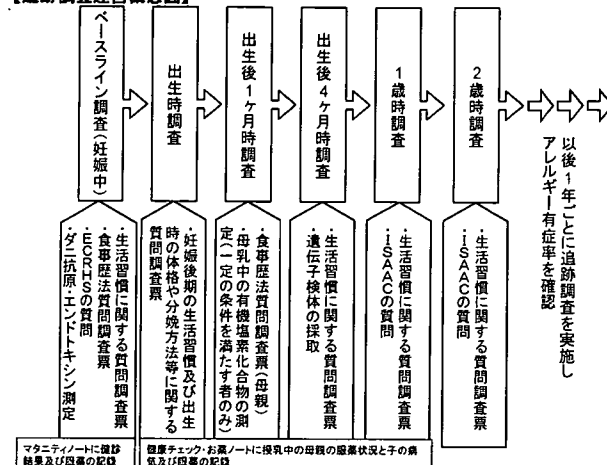 ベースライン調査(妊娠中)
出生時調査
出生後1ヶ月時調査
出生後4ヶ月時調査
1歳時調査
2歳時調査
以後1年ごとに追跡調査を実施し
アレルギー有症率を確認
・生活習慣に関する質問調査票
・食事歴法質問調査票
・ECRHSの質問
・ダニ抗原・エンドトキシン測定
・妊娠後期の生活習慣及び出生
時の体格や分娩方法等に関する
質問調査票
・食事歴法質問調査票(母親)
・母乳中の有機塩素化合物の測
定(一定の条件を満たす者のみ)
・生活習慣に関する質問調査票
・遺伝子検体の採取
・生活習慣に関する質問調査票
・ISAACの質問
・生活習慣に関する質問調査票
・ISAACの質問
マタニティノートに健診
結果及び服薬の記録
健康チェック・お薬ノートに授乳中の母親の服薬状況と子の病
気及び服薬の記録